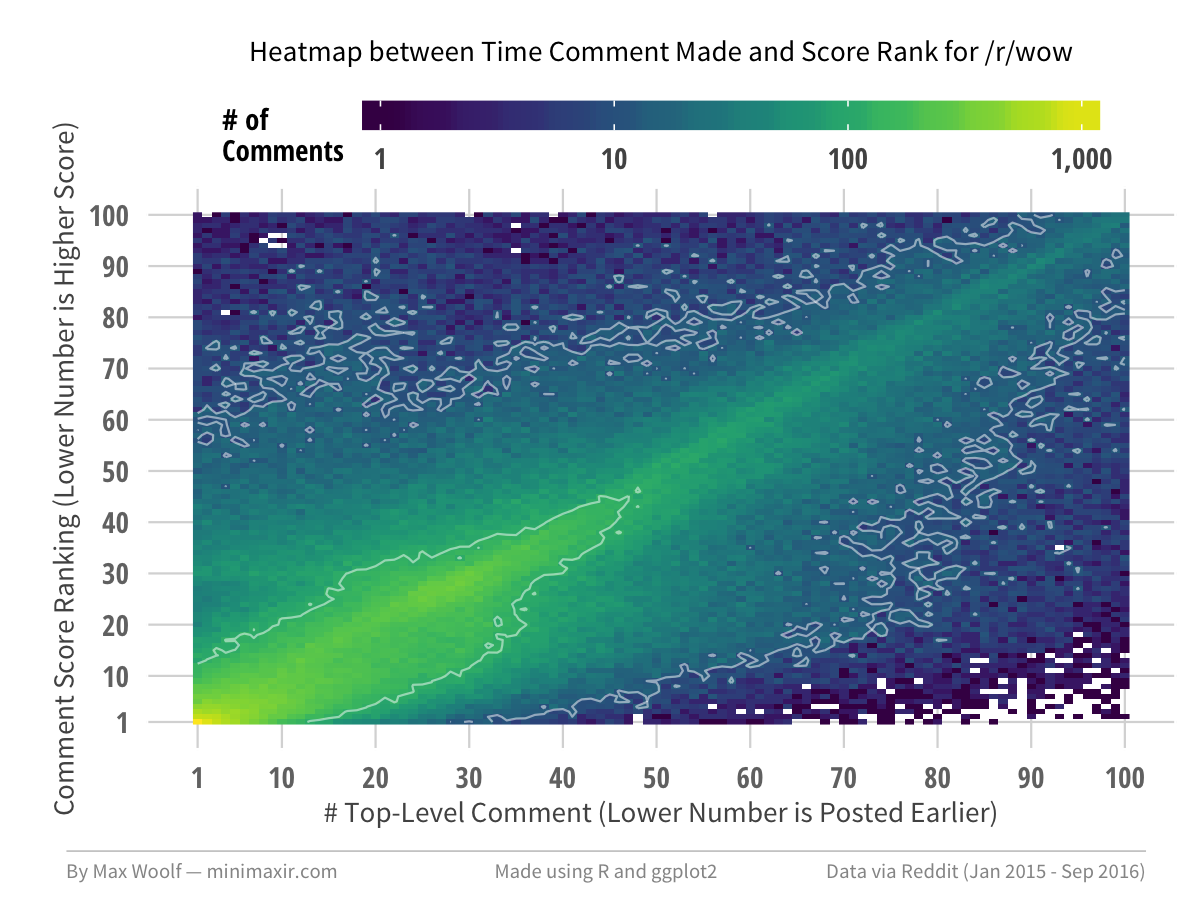 Heatmap between Time Comment Made and Score Rank for /r/wow
# of
Comments
1 10 100 1,000
Comment Score Ranking (Lower Number is Higher Score)
100
90
80
70
60
50
40
30
20
10
1
1 10 20 30 40 50 60 70 80 90 100
# Top-Level Comment (Lower Number is Posted Earlier)
By Max Woolf — minimaxir.com Made using R and ggplot2 Data via Reddit (Jan 2015 - Sep 2016)